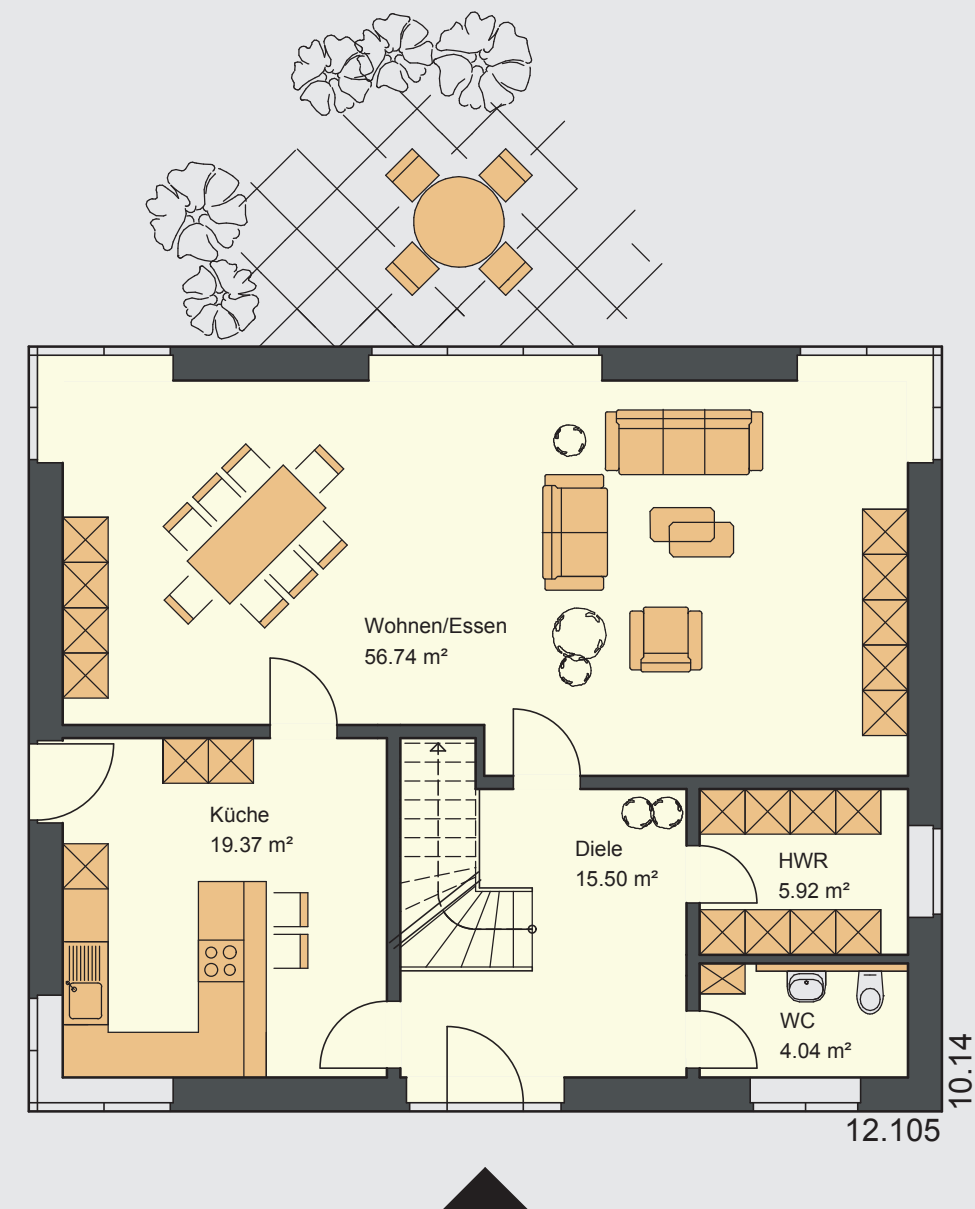 Wohnen/Essen
56.74 m²
Küche
19.37 m²
Diele
15.50 m²
HWR
5.92 m²
WC
4.04 m²
10.14
12.105